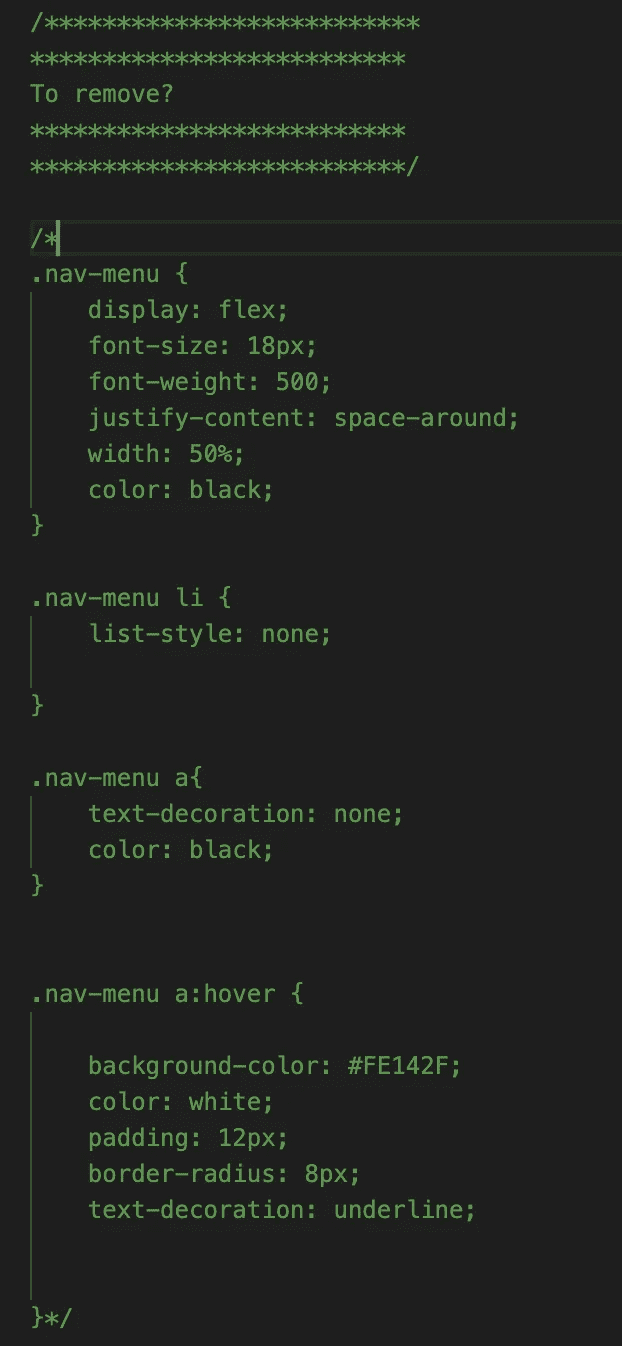 /**************************
**************************
To remove?
**************************
**************************/
/*
.nav-menu {
display: flex;
font-size: 18px;
font-weight: 500;
justify-content: space-around;
width: 50%;
color: black;
}
.nav-menu li {
list-style: none;
}
.nav-menu a{
text-decoration: none;
color: black;
}
.nav-menu a:hover {
background-color: #FE142F;
color: white;
padding: 12px;
border-radius: 8px;
text-decoration: underline;
}*/